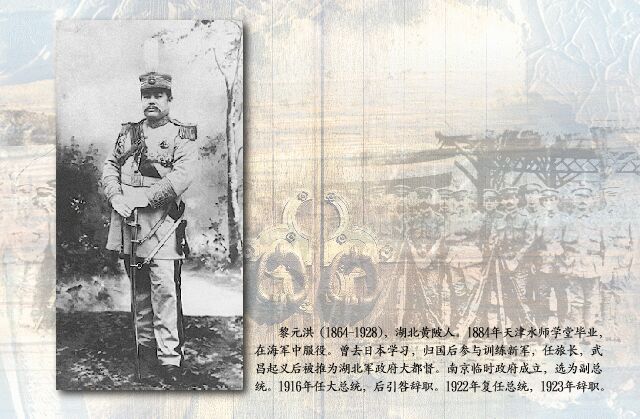 黎元洪（1864-1928），湖北黄陂人。1884年天津水师学堂毕业，
在海军中服役。曾去日本学习，归国后参与训练新军，任旅长，武
昌起义后被推为湖北军政府大都督。南京临时政府成立，选为副总
统。1916年任大总统，后引咎辞职。1922年复任总统，1923年辞职。